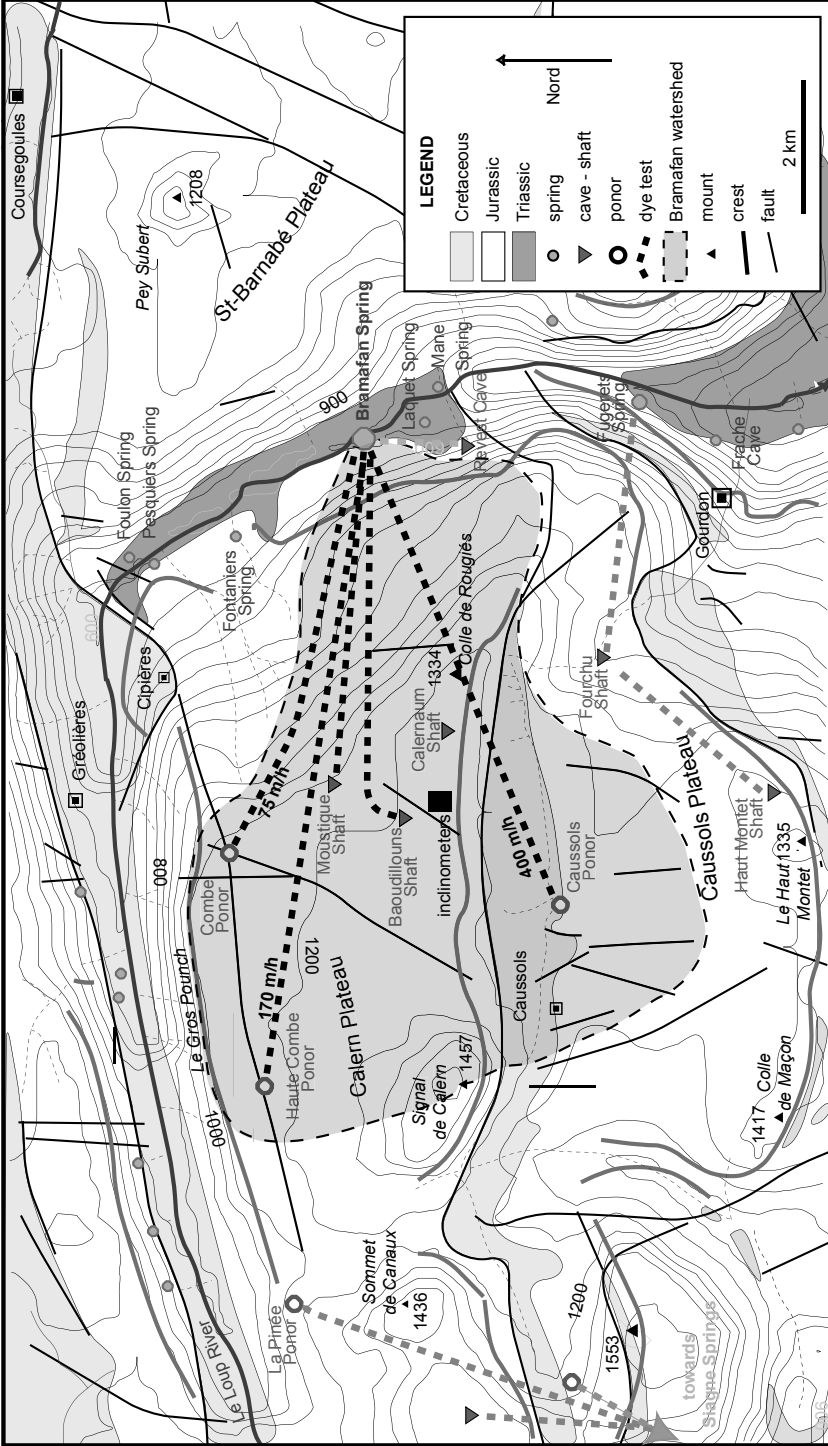 Coursegoules
Pey Subert
1208
St-Barnabé Plateau
LEGEND
Cretaceous
Jurassic
Triassic
spring
cave - shaft
ponor
dye test
Bramafan watershed
mount
crest
fault
Nord
2 km
Foulon Spring
Pesquiers Spring
900
Bramafan Spring
Laquet Spring
Mane
Spring
Revest Cave
Fugerets
Spring
Frache
Cave
Gourdon
Fontaniers
Spring
600
Cipières
Gréolières
800
75 m/h
Combe
Ponor
Moustique
Shaft
Baoudillouns
Shaft
Calernaum
Shaft
1334
Colle de Rougiés
inclinometers
400 m/h
Caussols
Ponor
Fourchu
Shaft
Caussols Plateau
Haut Montet
Shaft
1335
Le Haut
Montet
Le Gros Pounch
1200
170 m/h
Haute Combe
Ponor
Calern Plateau
Caussols
1000
Signal
de Calern
1457
1417
Colle
de Maçon
Le Loup River
La Pinée
Ponor
Sommet
de Canaux
1436
1200
1553
towards
Siagne Springs